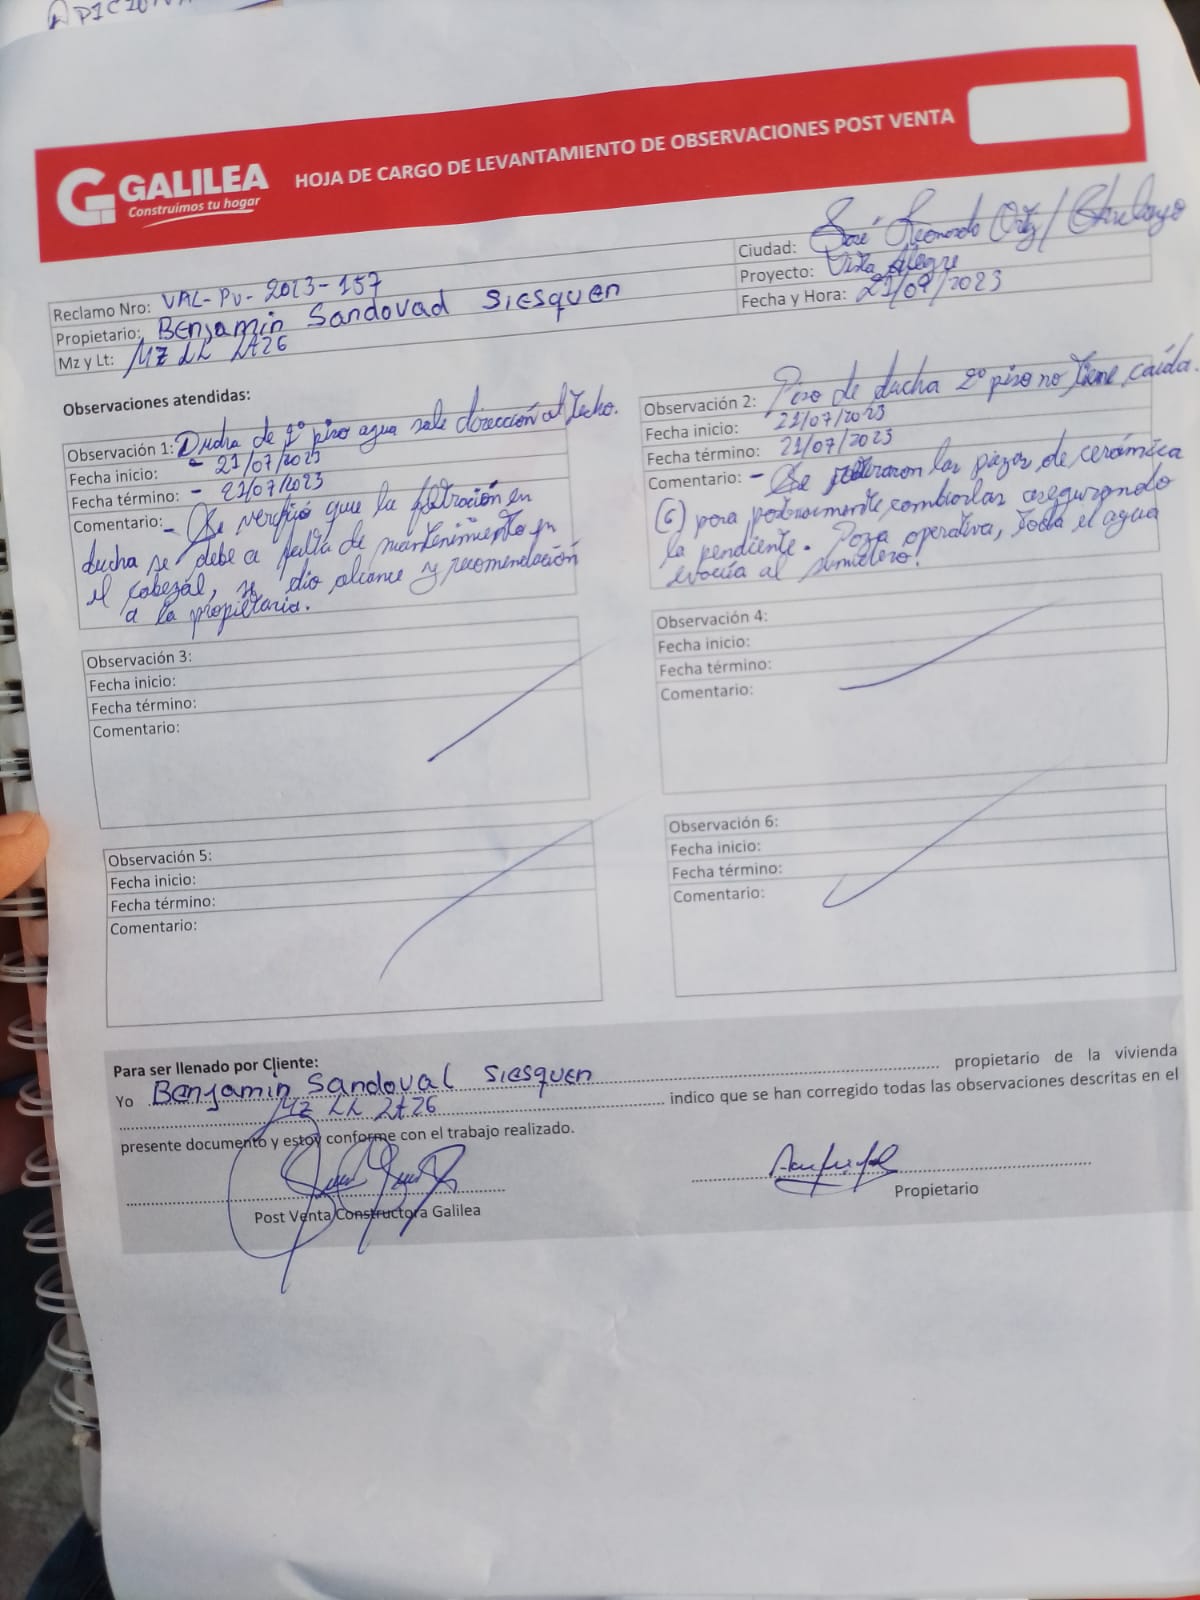 GALILEA
Construimos tu hogar
HOJA DE CARGO DE LEVANTAMIENTO DE OBSERVACIONES POST VENTA
Reclamo Nro: VAL-PV-2023-157
Propietario: Benjamin Sandovad Siesquen
Mz y Lt: MZ LL LT26
Ciudad: José Leonardo Ortiz / Chiclayo
Proyecto: Vista Alegre
Fecha y Hora: 21/07/2023
Observaciones atendidas:
Observación 1: Ducha de 2º piso agua sale dirección al techo.
Fecha inicio: - 21/07/2023
Fecha término: - 21/07/2023
Comentario: - Se verificó que la filtración en
ducha se debe a falta de mantenimiento en
el cabezal, se dio alcance y recomendación
a la propietaria.
Observación 2: Piso de ducha 2º piso no tiene caída.
Fecha inicio: 21/07/2023
Fecha término: 21/07/2023
Comentario: - Se retiraron las piezas de cerámica
(6) para posteriormente cambiarlas asegurando
la pendiente. Poza operativa, toda el agua
evacúa al sumidero!
Observación 3:
Fecha inicio:
Fecha término:
Comentario:
Observación 4:
Fecha inicio:
Fecha término:
Comentario:
Observación 5:
Fecha inicio:
Fecha término:
Comentario:
Observación 6:
Fecha inicio:
Fecha término:
Comentario:
Para ser llenado por Cliente:
Yo Benjamin Sandoval Siesquen propietario de la vivienda
Mz LL LT26 indico que se han corregido todas las observaciones descritas en el
presente documento y estoy conforme con el trabajo realizado.
Post Venta Constructora Galilea
Propietario